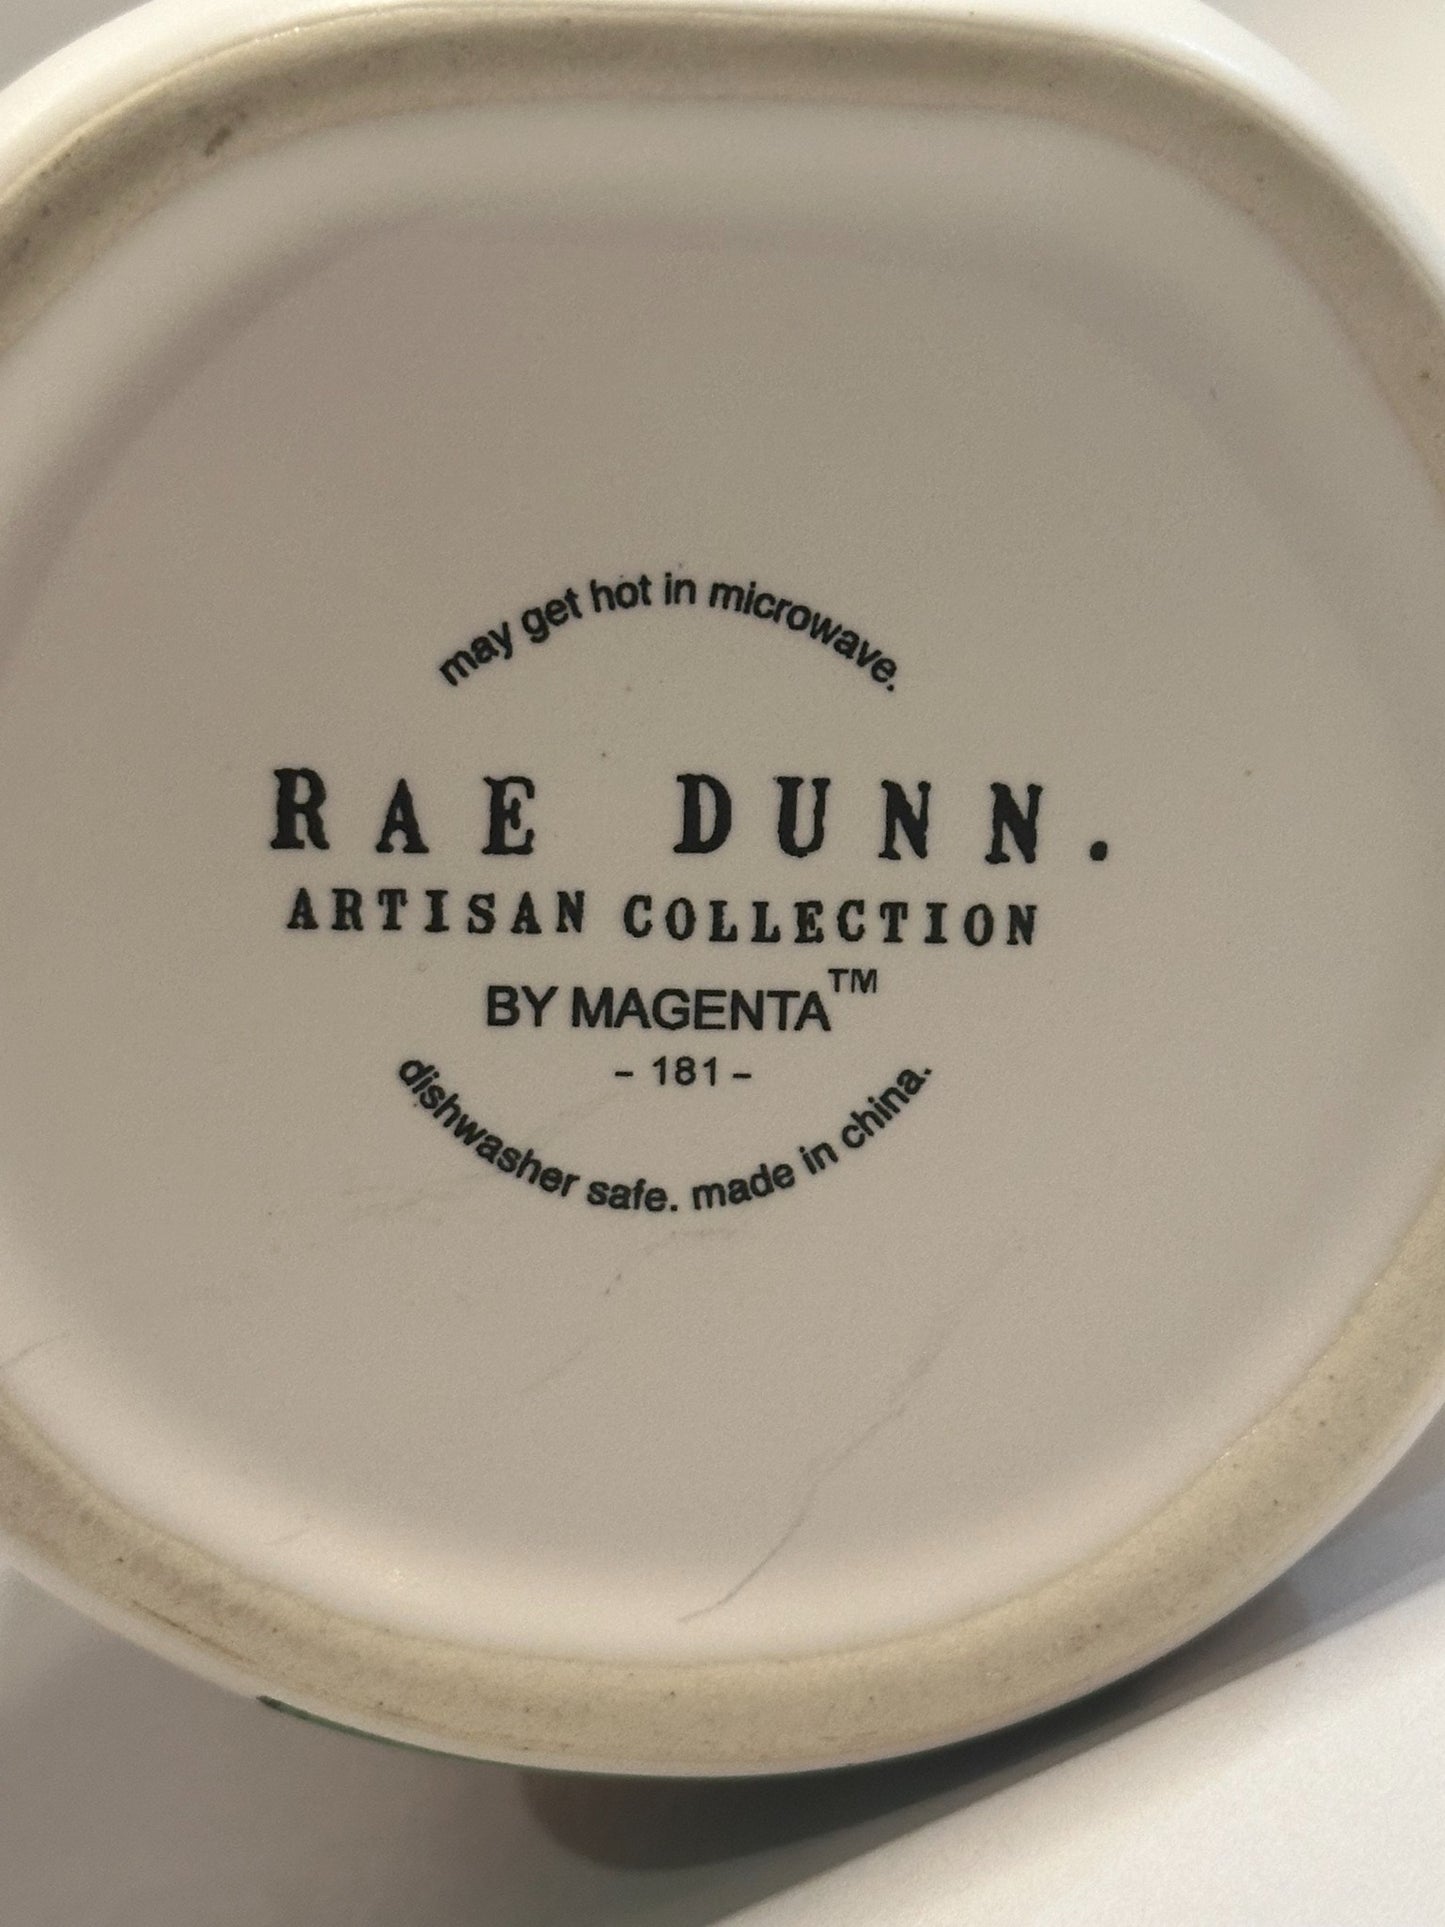 may get hot in microwave.
RAE DUNN.
ARTISAN COLLECTION
BY MAGENTA™
- 181 -
dishwasher safe. made in china.